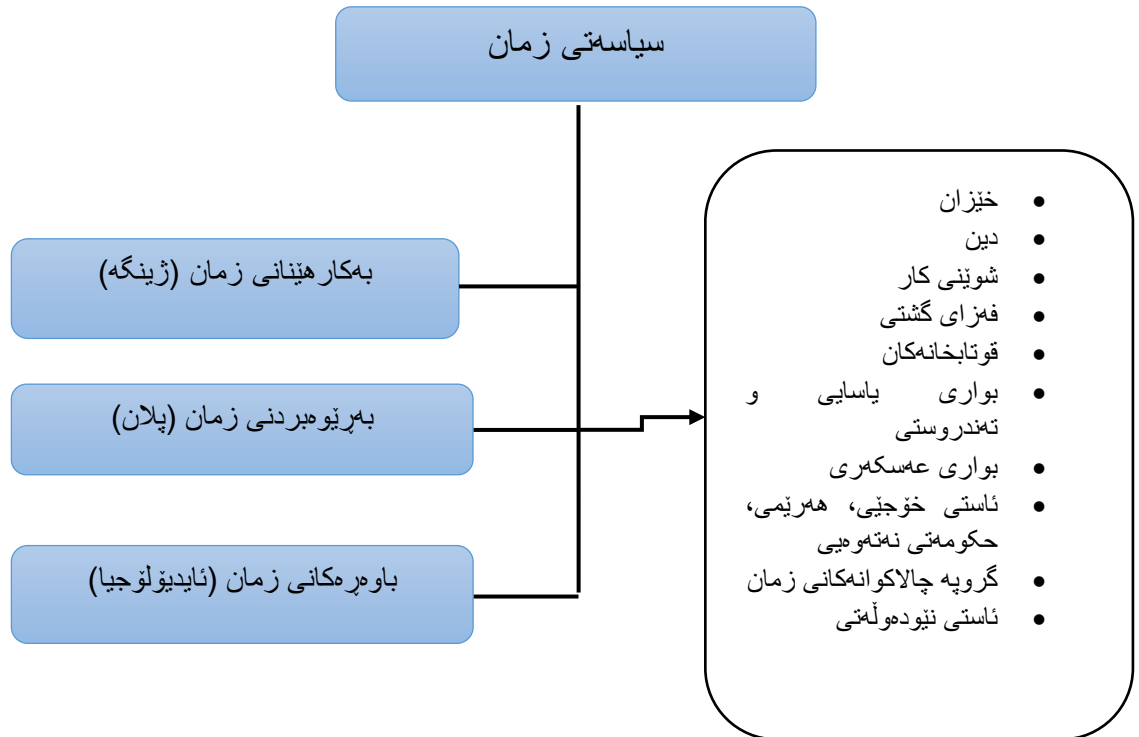 سیاسەتی زمان
بەکارهێنانی زمان (ژینگە)
بەڕێوەبردنی زمان (پلان)
باوەڕەکانی زمان (ئایدیۆلۆجیا)
• خێزان
• دین
• شوێنی کار
• فەزای گشتی
• قوتابخانەکان
• بواری یاسایی و
تەندروستی
• بواری عەسکەری
• ئاستی خۆجێی، هەرێمی،
حکومەتی نەتەوەیی
• گروپە چالاکوانەکانی زمان
• ئاستی نێودەوڵەتی